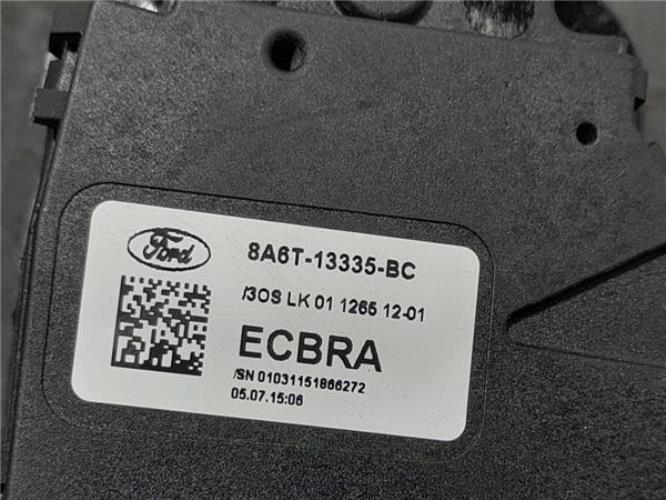 Ford
8A6T-13335-BC
/3OS LK 01 1265 12-01
ECBRA
/SN 01031151866272
05.07.15:06